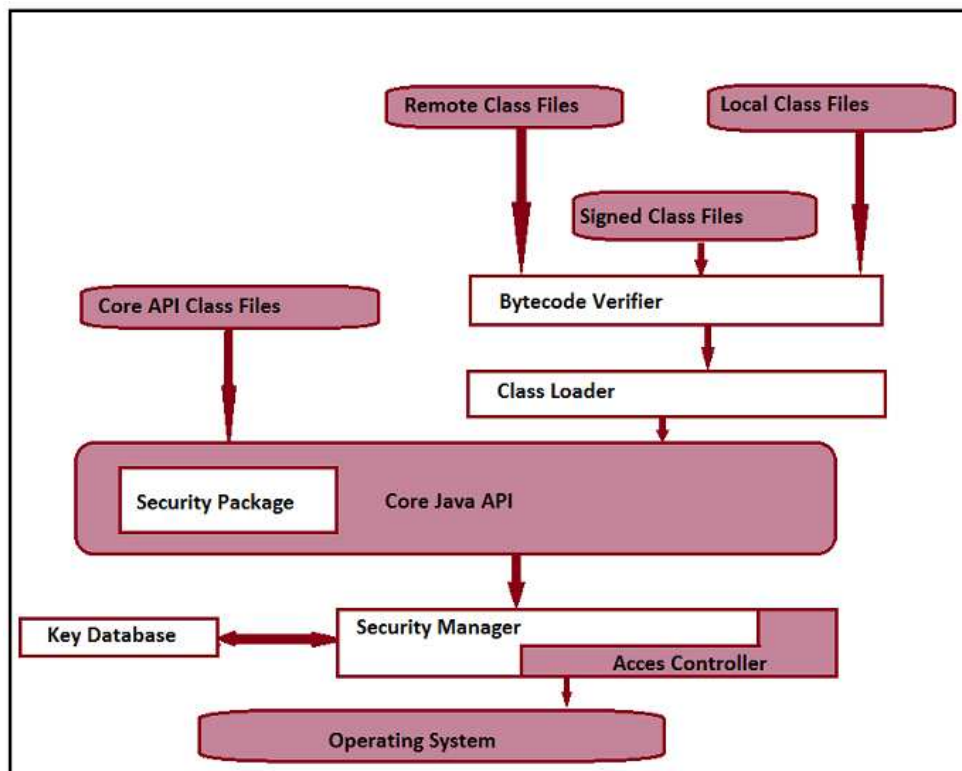 Remote Class Files
Local Class Files
Signed Class Files
Bytecode Verifier
Core API Class Files
Class Loader
Security Package
Core Java API
Security Manager
Key Database
Acces Controller
Operating System